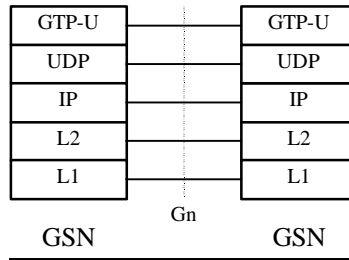 GTP-U GTP-U
UDP UDP
IP IP
L2 L2
L1 L1
Gn
GSN GSN